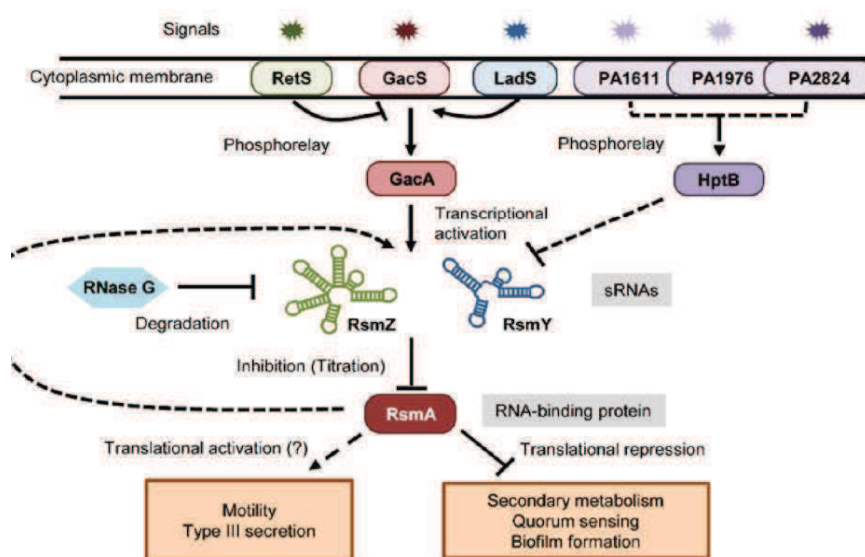 Signals
Cytoplasmic membrane
RetS
GacS
LadS
PA1611
PA1976
PA2824
Phosphorelay
Phosphorelay
GacA
HptB
Transcriptional
activation
RNase G
Degradation
RsmZ
RsmY
sRNAs
Inhibition (Titration)
RsmA
RNA-binding protein
Translational activation (?)
Translational repression
Motility
Type III secretion
Secondary metabolism
Quorum sensing
Biofilm formation